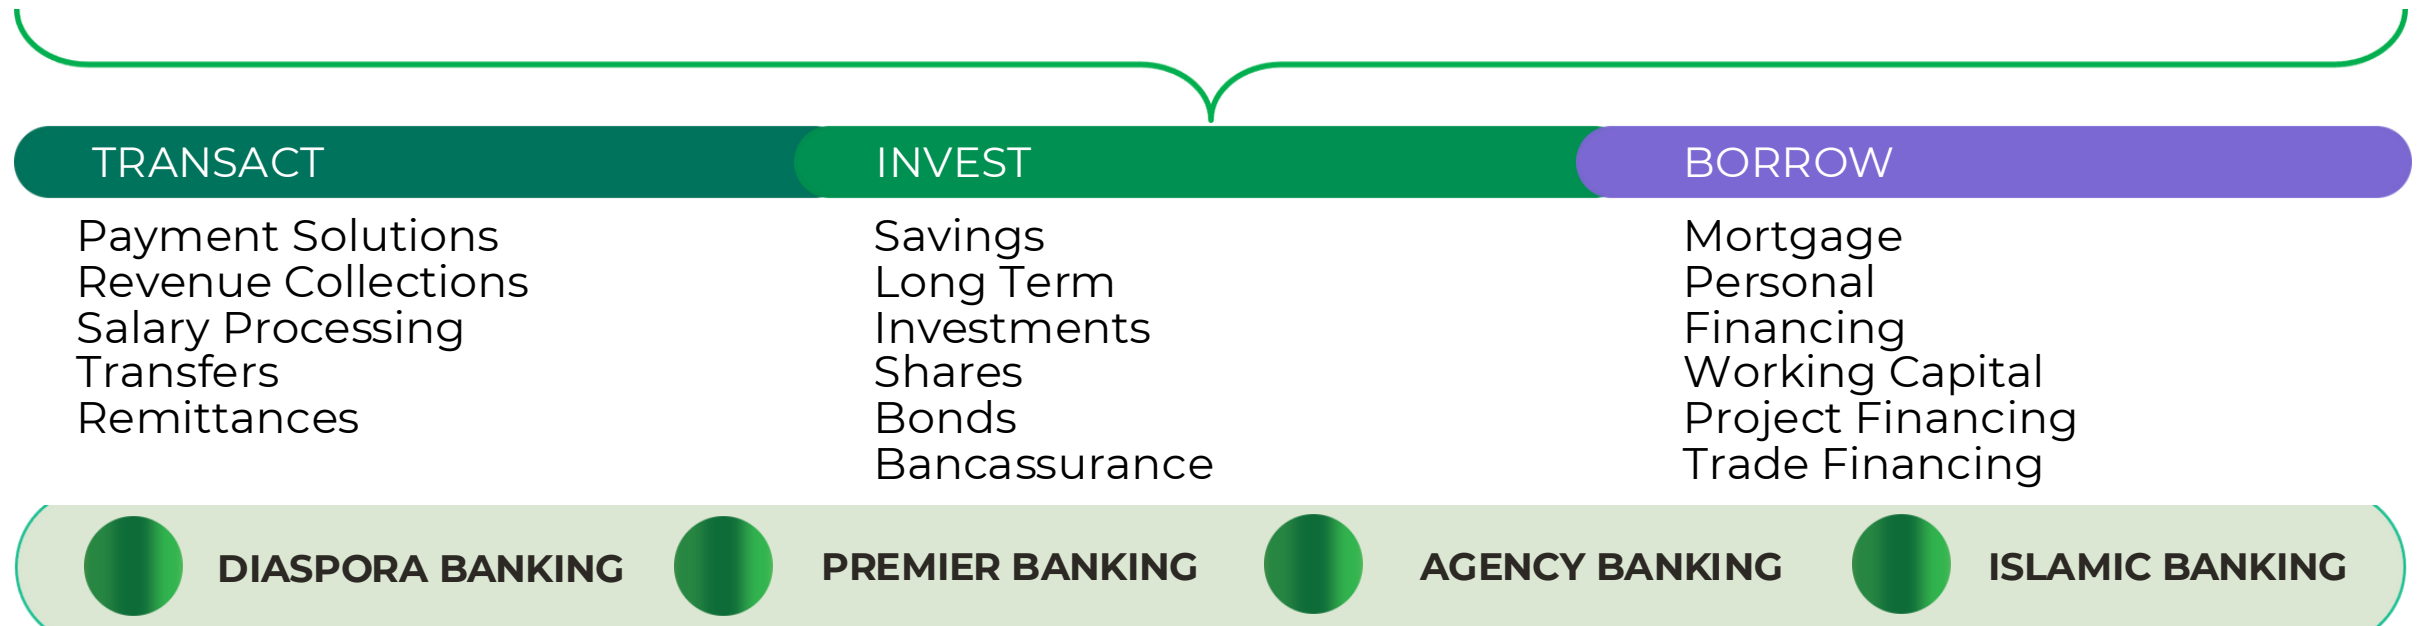 TRANSACT
Payment Solutions
Revenue Collections
Salary Processing
Transfers
Remittances
INVEST
Savings
Long Term
Investments
Shares
Bonds
Bancassurance
BORROW
Mortgage
Personal
Financing
Working Capital
Project Financing
Trade Financing
DIASPORA BANKING
PREMIER BANKING
AGENCY BANKING
ISLAMIC BANKING